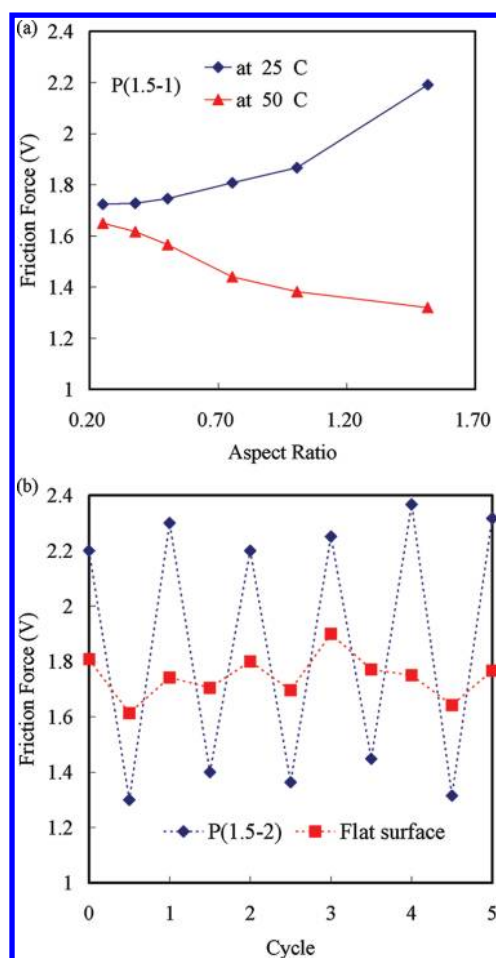 (a)
2.4
2.2
2
1.8
1.6
1.4
1.2
1
Friction Force (V)
P(1.5-1)
at 25 C
at 50 C
0.20 0.70 1.20 1.70
Aspect Ratio
(b)
2.4
2.2
2
1.8
1.6
1.4
1.2
1
Friction Force (V)
P(1.5-2) Flat surface
0 1 2 3 4 5
Cycle